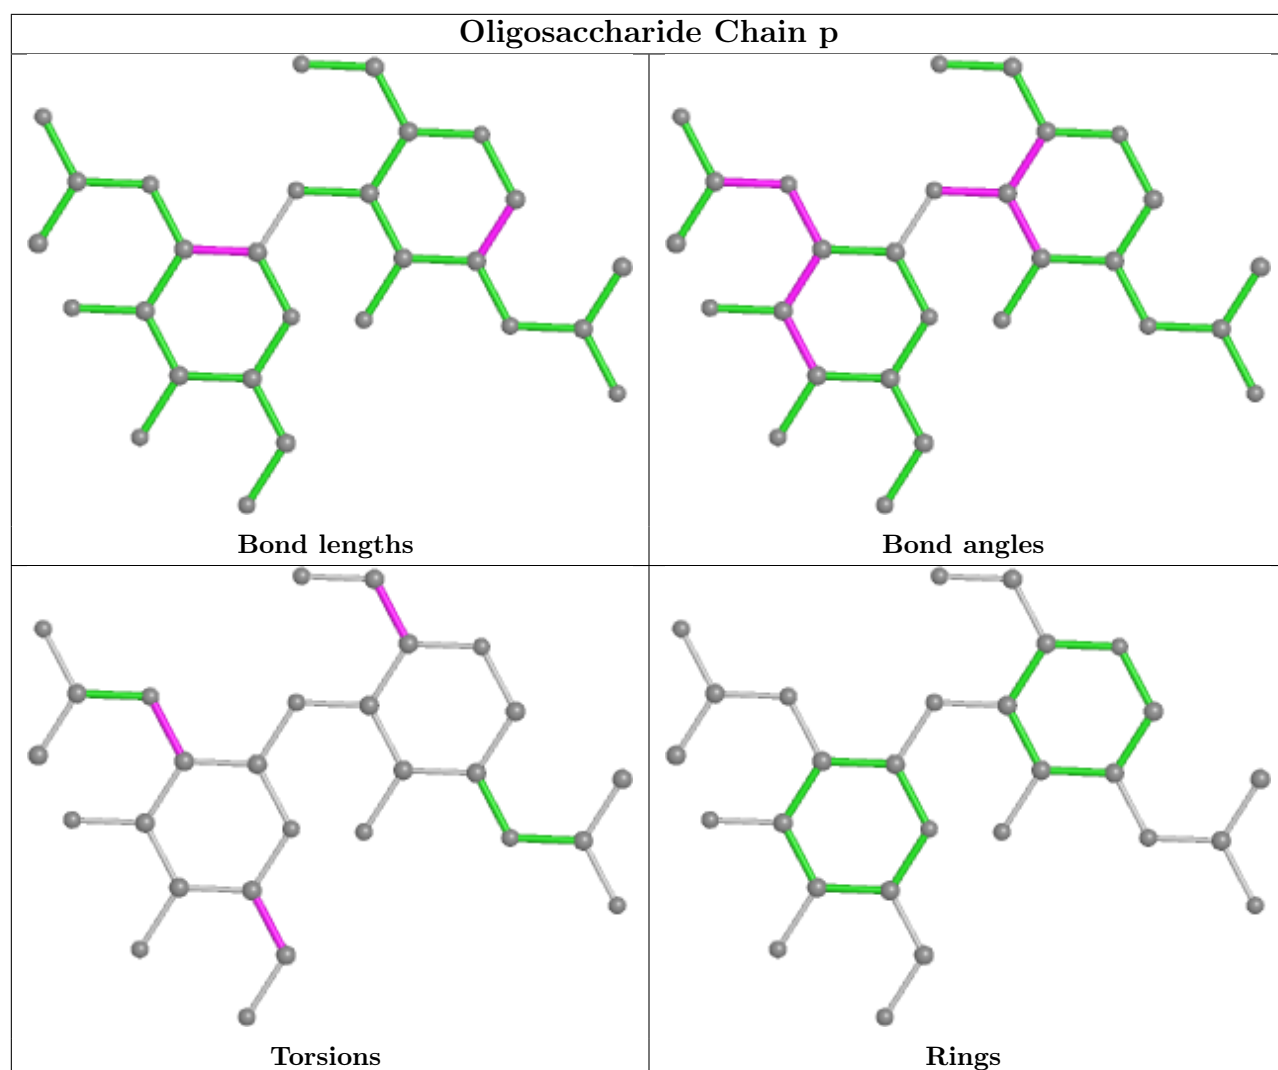 Oligosaccharide Chain p
Bond lengths
Bond angles
Torsions
Rings